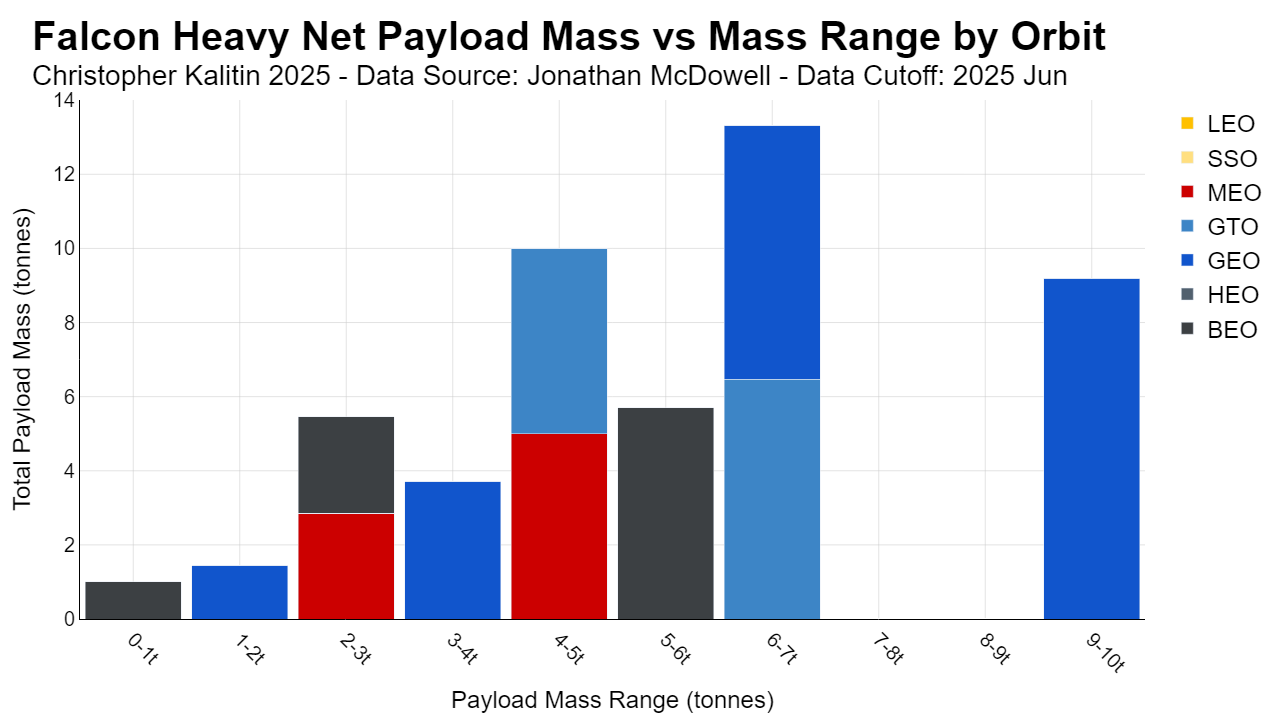 Falcon Heavy Net Payload Mass vs Mass Range by Orbit
Christopher Kalitin 2025 - Data Source: Jonathan McDowell - Data Cutoff: 2025 Jun
Total Payload Mass (tonnes)
14
12
10
8
6
4
2
0
0-1t
1-2t
2-3t
3-4t
4-5t
5-6t
6-7t
7-8t
8-9t
9-10t
Payload Mass Range (tonnes)
LEO
SSO
MEO
GTO
GEO
HEO
BEO